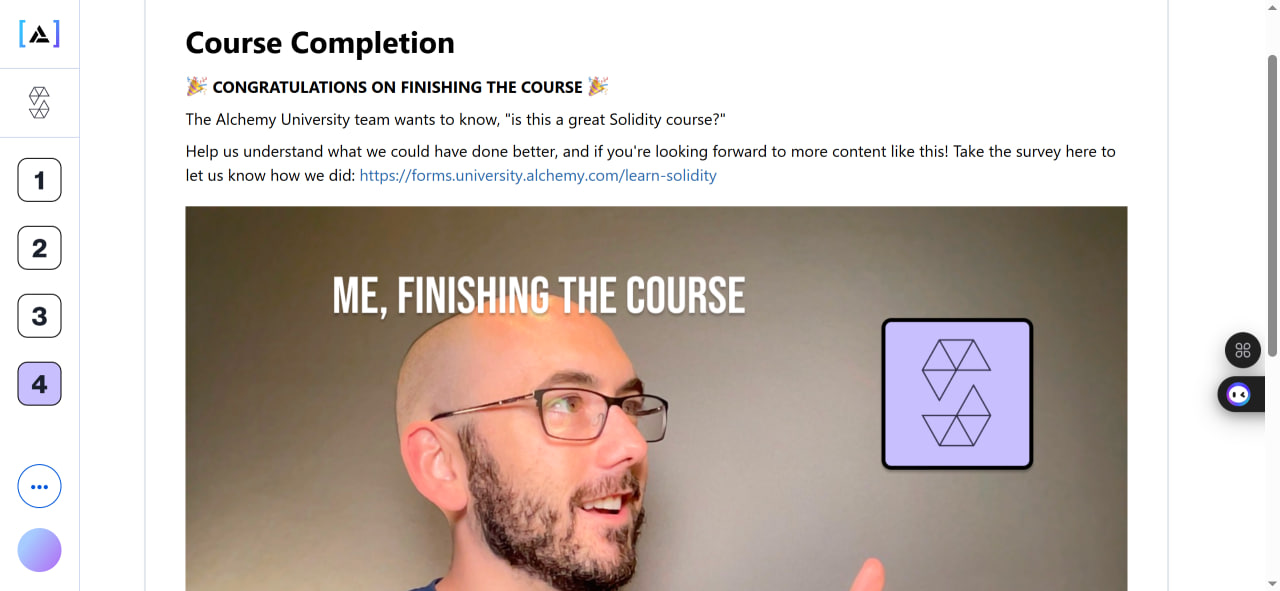 Course Completion
🎉 CONGRATULATIONS ON FINISHING THE COURSE 🎉
The Alchemy University team wants to know, "is this a great Solidity course?"
Help us understand what we could have done better, and if you're looking forward to more content like this! Take the survey here to
let us know how we did: https://forms.university.alchemy.com/learn-solidity
1
2
3
4
ME, FINISHING THE COURSE